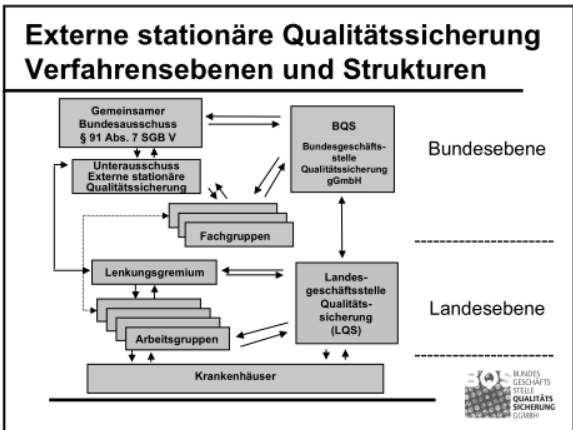 Externe stationäre Qualitätssicherung
Verfahrensebenen und Strukturen
Gemeinsamer
Bundesausschuss
§ 91 Abs. 7 SGB V
BQS
Bundesgeschäfts-
stelle
Qualitätssicherung
gGmbH
Bundesebene
Unterausschuss
Externe stationäre
Qualitätssicherung
Fachgruppen
Lenkungsgremium
Landes-
geschäftsstelle
Qualitäts-
sicherung
(LQS)
Landesebene
Arbeitsgruppen
Krankenhäuser
BUNDES
GESCHÄFTS
STELLE
QUALITÄTS
SICHERUNG
GGMBH